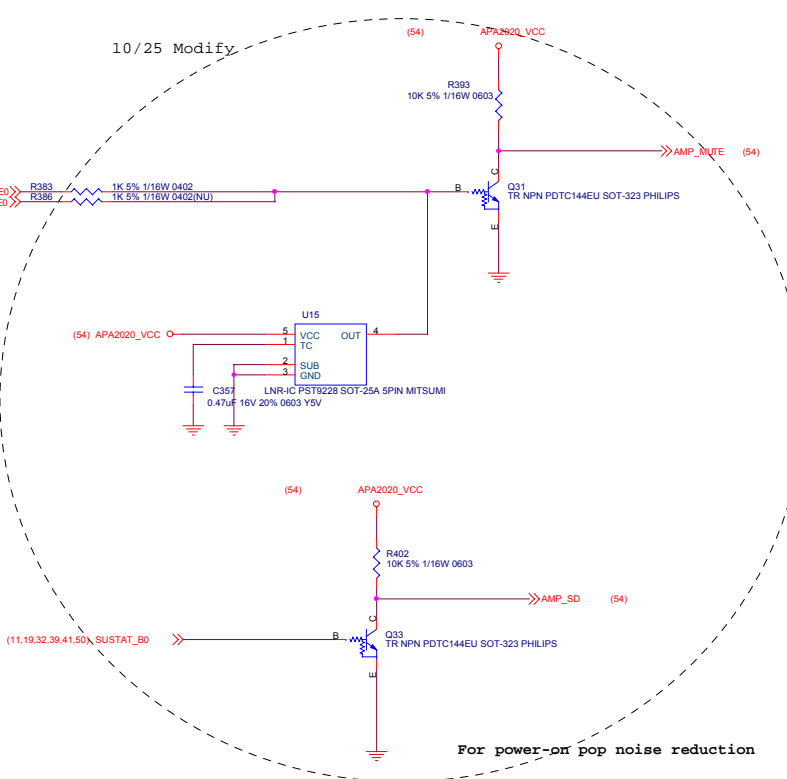 10/25 Modify
(54) APA2020_VCC
R393
10K 5% 1/16W 0603
AMP_MUTE (54)
C
B
Q31
TR NPN PDTC144EU SOT-323 PHILIPS
E
E0
R383 1K 5% 1/16W 0402
E0
R386 1K 5% 1/16W 0402(NU)
U15
(54) APA2020_VCC
5 VCC OUT 4
1 TC
2 SUB
3 GND
C357
LNR-IC PST9228 SOT-25A 5PIN MITSUMI
0.47uF 16V 20% 0603 Y5V
(54) APA2020_VCC
R402
10K 5% 1/16W 0603
AMP_SD (54)
C
(11,19,32,39,41,50) SUSTAT_B0
B
Q33
TR NPN PDTC144EU SOT-323 PHILIPS
E
For power-on pop noise reduction